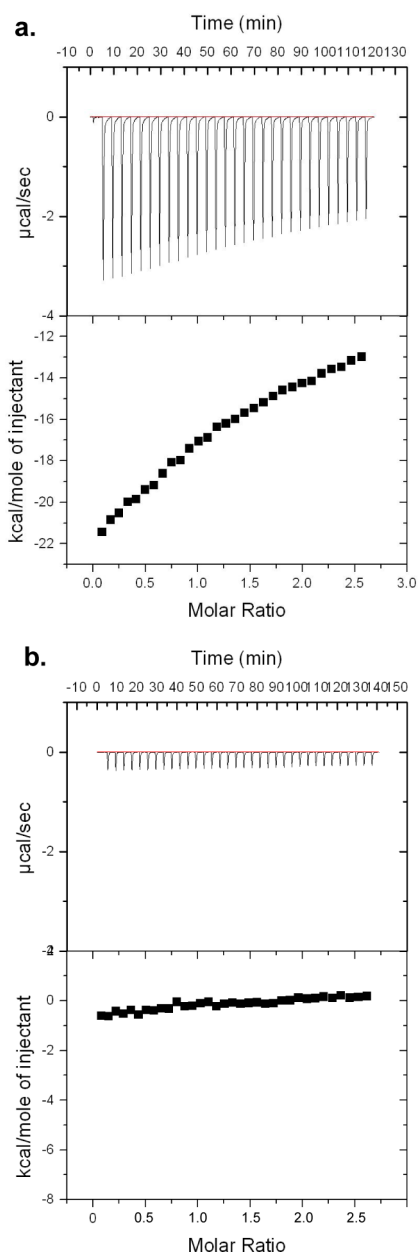 a.
Time (min)
-10 0 10 20 30 40 50 60 70 80 90 100 110 120 130
0
-2
-4
µcal/sec
-12
-14
-16
-18
-20
-22
kcal/mole of injectant
0.0 0.5 1.0 1.5 2.0 2.5 3.0
Molar Ratio
b.
Time (min)
-10 0 10 20 30 40 50 60 70 80 90 100 110 120 130 140 150
0
-2
µcal/sec
0
-2
-4
-6
-8
kcal/mole of injectant
0 0.5 1.0 1.5 2.0 2.5
Molar Ratio